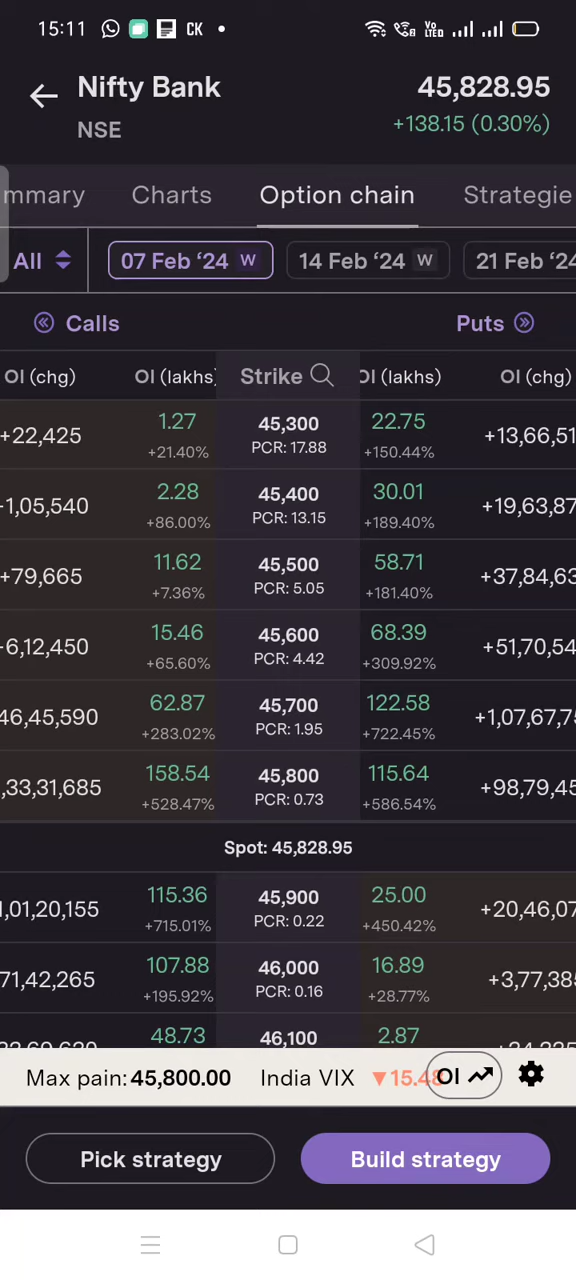 15:11 CK
Nifty Bank 45,828.95
NSE +138.15 (0.30%)
mmary Charts Option chain Strategie
All 07 Feb ‘24 W 14 Feb ‘24 W 21 Feb ‘24
Calls Puts
OI (chg) OI (lakhs) Strike OI (lakhs) OI (chg)
+22,425 1.27 45,300 22.75 +13,66,51
+21.40% PCR: 17.88 +150.44%
1,05,540 2.28 45,400 30.01 +19,63,87
+86.00% PCR: 13.15 +189.40%
+79,665 11.62 45,500 58.71 +37,84,63
+7.36% PCR: 5.05 +181.40%
6,12,450 15.46 45,600 68.39 +51,70,54
+65.60% PCR: 4.42 +309.92%
46,45,590 62.87 45,700 122.58 +1,07,67,75
+283.02% PCR: 1.95 +722.45%
,33,31,685 158.54 45,800 115.64 +98,79,45
+528.47% PCR: 0.73 +586.54%
Spot: 45,828.95
1,01,20,155 115.36 45,900 25.00 +20,46,07
+715.01% PCR: 0.22 +450.42%
71,42,265 107.88 46,000 16.89 +3,77,385
+195.92% PCR: 0.16 +28.77%
48.73 46,100 2.87
Max pain: 45,800.00 India VIX ▼15.48 OI
Pick strategy Build strategy